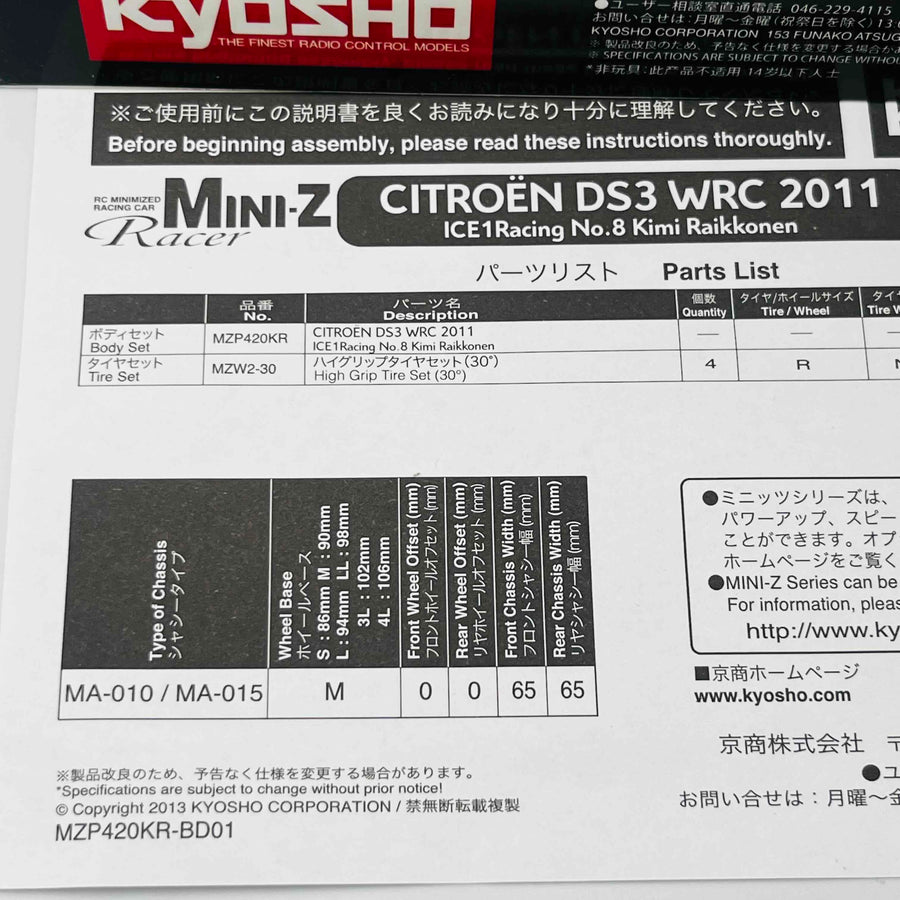 KYOSHO
THE FINEST RADIO CONTROL MODELS
●ユーザー相談室直通電話 046-229-4115
お問い合せは：月曜～金曜(祝祭日を除く)13:
KYOSHO CORPORATION 153 FUNAKO ATSUG
※ 製品改良のため、予告なく仕様を変更する場合が
※ SPECIFICATIONS ARE SUBJECT TO CHANGE WITHOU
*非玩具：此产品不适用 14岁以下人士
※ご使用前にこの説明書を良くお読みになり十分に理解してください。
Before beginning assembly, please read these instructions thoroughly.
RC MINIMIZED
RACING CAR
MINI-Z
Racer
CITROËN DS3 WRC 2011
ICE1Racing No.8 Kimi Raikkonen
パーツリスト Parts List
品番
No.
パーツ名
Description
個数
Quantity
タイヤ/ホイールサイズ
Tire / Wheel
タイ
Tire W
ボディセット
Body Set
MZP420KR
CITROËN DS3 WRC 2011
ICE1Racing No.8 Kimi Raikkonen
—
—
タイヤセット
Tire Set
MZW2-30
ハイグリップタイヤセット(30°)
High Grip Tire Set (30°)
4
R
Type of Chassis
シャシータイプ
Wheel Base
ホイールベース
S : 86mm M : 90mm
L : 94mm LL : 98mm
3L : 102mm
4L : 106mm
Front Wheel Offset (mm)
フロントホイールオフセット (mm)
Rear Wheel Offset (mm)
リヤホイールオフセット (mm)
Front Chassis Width (mm)
フロントシャシー幅 (mm)
Rear Chassis Width (mm)
リヤシャシー幅 (mm)
MA-010 / MA-015
M
0
0
65
65
●ミニッツシリーズは、
パワーアップ、スピー
ことができます。オプ
ホームページをご覧く
●MINI-Z Series can be
For information, pleas
http://www.ky
■京商ホームページ
www.kyosho.com
京商株式会社 〒
●ユ
お問い合せは：月曜～金
※製品改良のため、予告なく仕様を変更する場合があります。
*Specifications are subject to change without prior notice!
© Copyright 2013 KYOSHO CORPORATION / 禁無断転載複製
MZP420KR-BD01